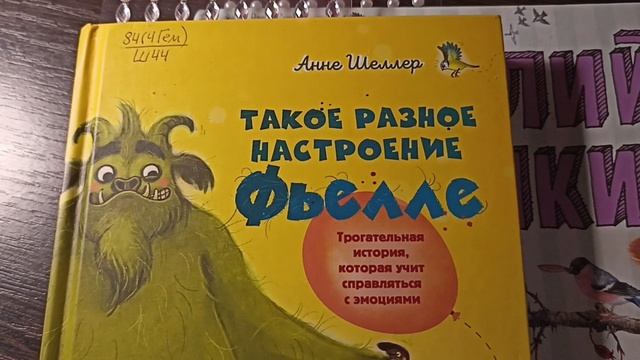 84(4Гем)
Ш44
Анне Шеллер
ТАКОЕ РАЗНОЕ
НАСТРОЕНИЕ
Фьелле
Трогательная
история,
которая учит
справляться
с эмоциями